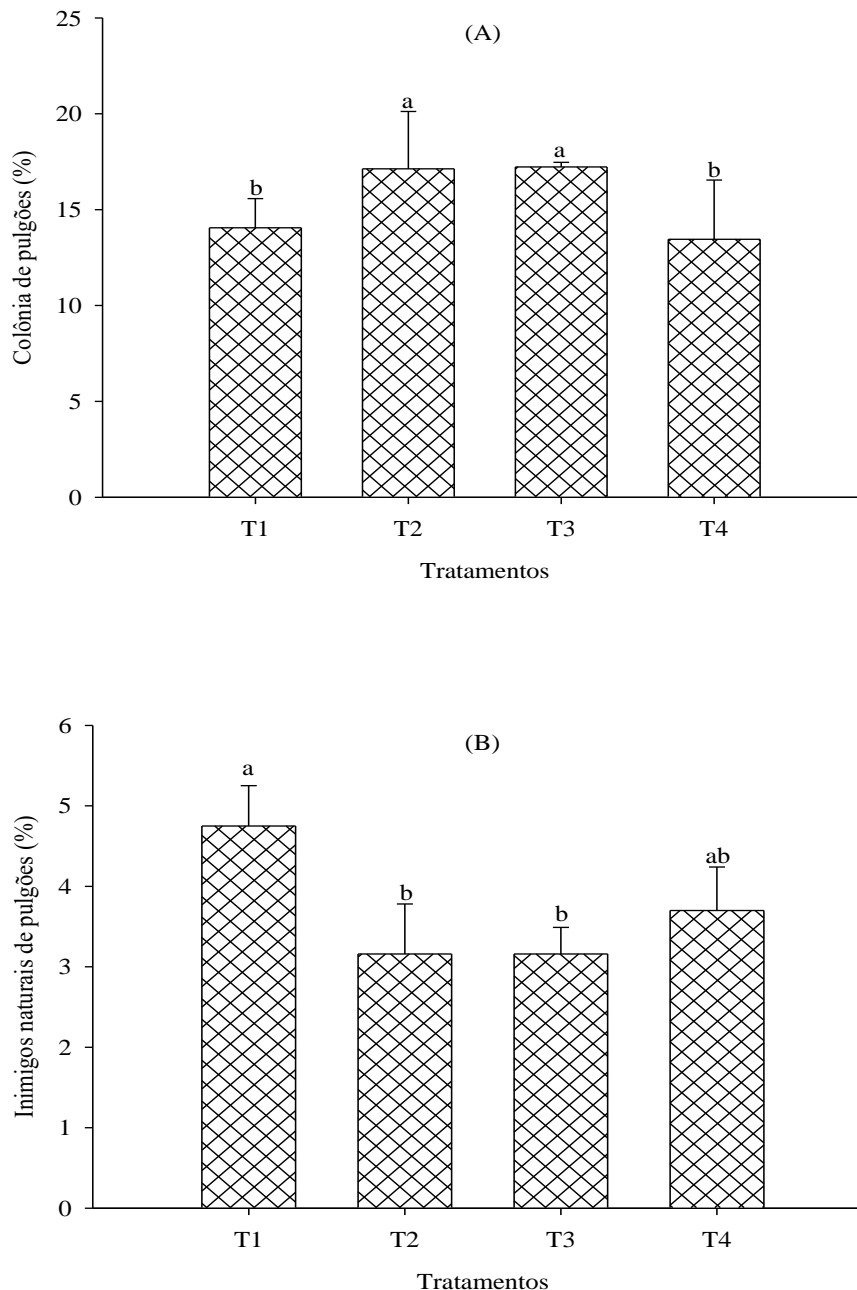 (A)
Colônia de pulgões (%)
25
20
15
10
5
0
b
a
a
b
T1 T2 T3 T4
Tratamentos
(B)
Inimigos naturais de pulgões (%)
6
5
4
3
2
1
0
a
b
b
ab
T1 T2 T3 T4
Tratamentos